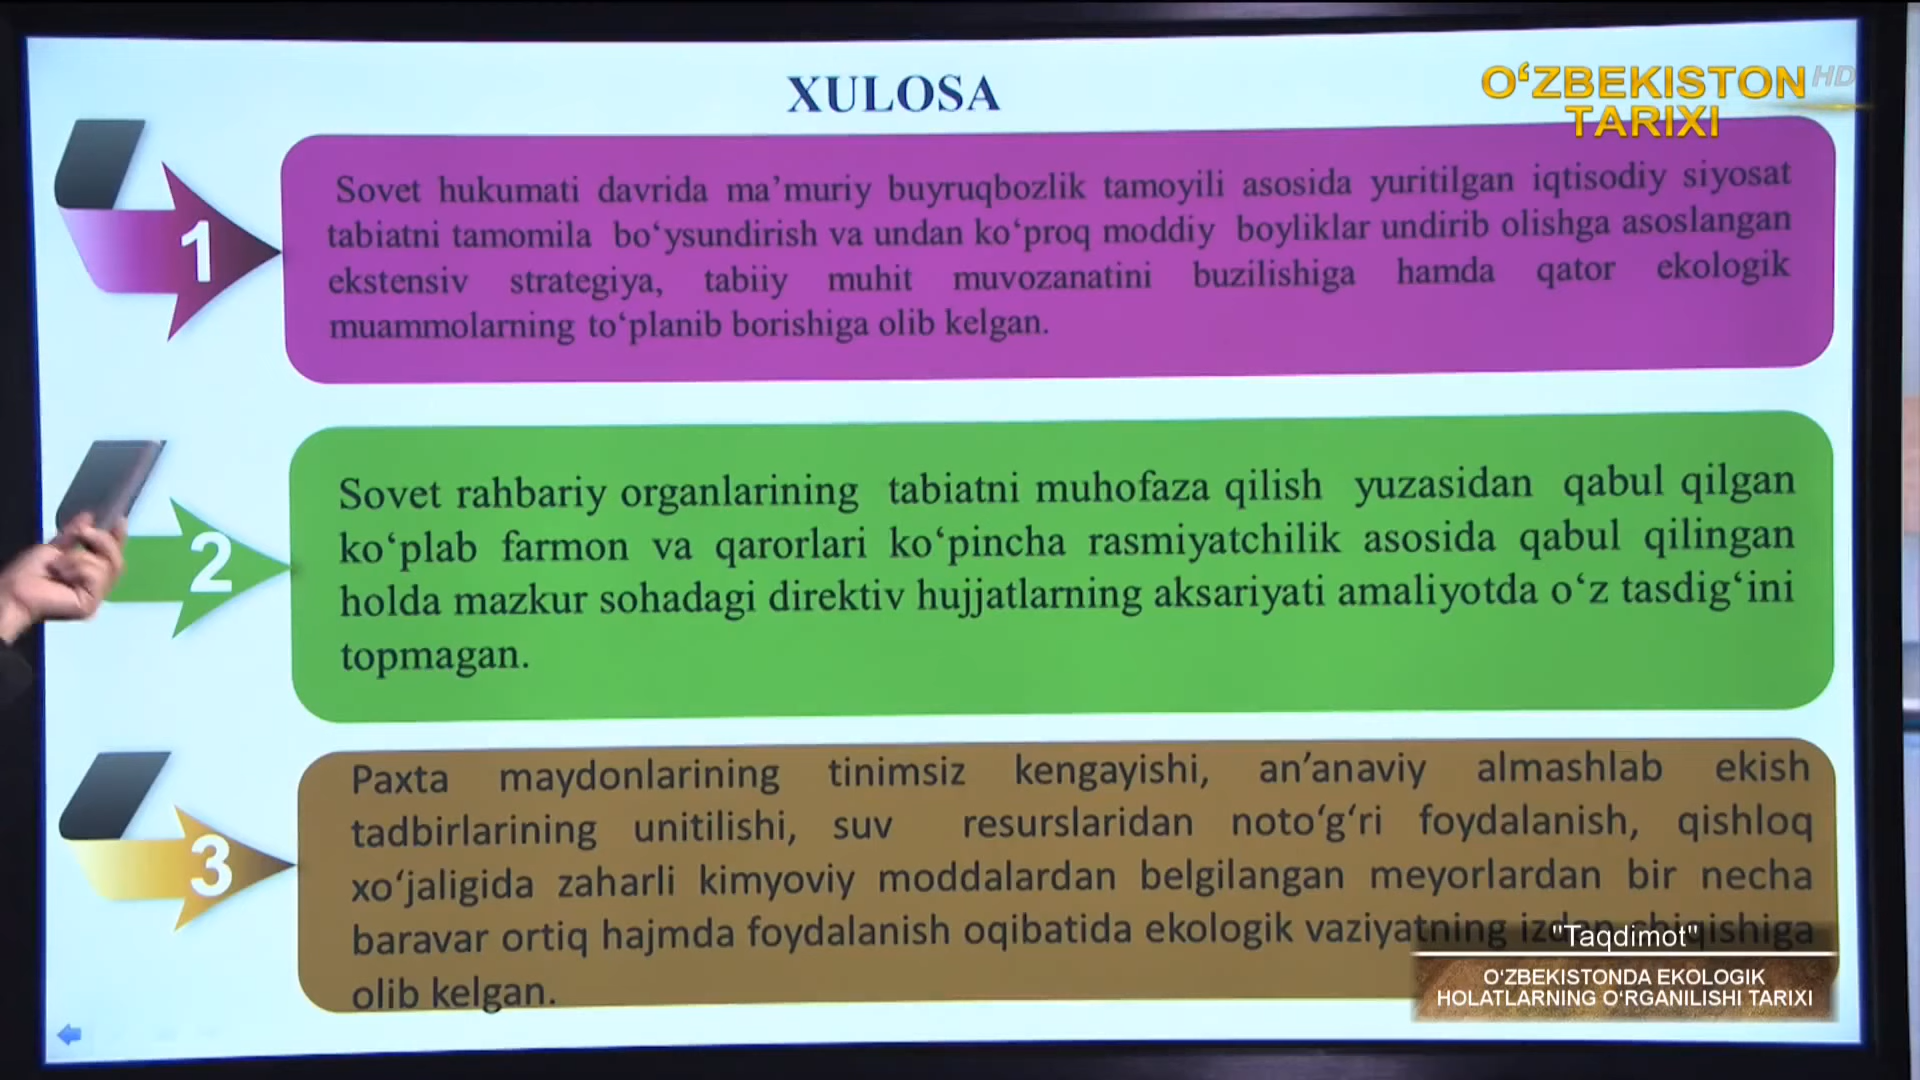 XULOSA
O‘ZBEKISTON HD
TARIXI
1
Sovet hukumati davrida ma’muriy buyruqbozlik tamoyili asosida yuritilgan iqtisodiy siyosat
tabiatni tamomila bo‘ysundirish va undan ko‘proq moddiy boyliklar undirib olishga asoslangan
ekstensiv strategiya, tabiiy muhit muvozanatini buzilishiga hamda qator ekologik
muammolarning to‘planib borishiga olib kelgan.
2
Sovet rahbariy organlarining tabiatni muhofaza qilish yuzasidan qabul qilgan
ko‘plab farmon va qarorlari ko‘pincha rasmiyatchilik asosida qabul qilingan
holda mazkur sohadagi direktiv hujjatlarning aksariyati amaliyotda o‘z tasdig‘ini
topmagan.
3
Paxta maydonlarining tinimsiz kengayishi, an’anaviy almashlab ekish
tadbirlarining unitilishi, suv resurslaridan noto‘g‘ri foydalanish, qishloq
xo‘jaligida zaharli kimyoviy moddalardan belgilangan meyorlardan bir necha
baravar ortiq hajmda foydalanish oqibatida ekologik vaziyatning izdan chiqishiga
olib kelgan.
"Taqdimot"
O‘ZBEKISTONDA EKOLOGIK
HOLATLARNING O‘RGANILISHI TARIXI